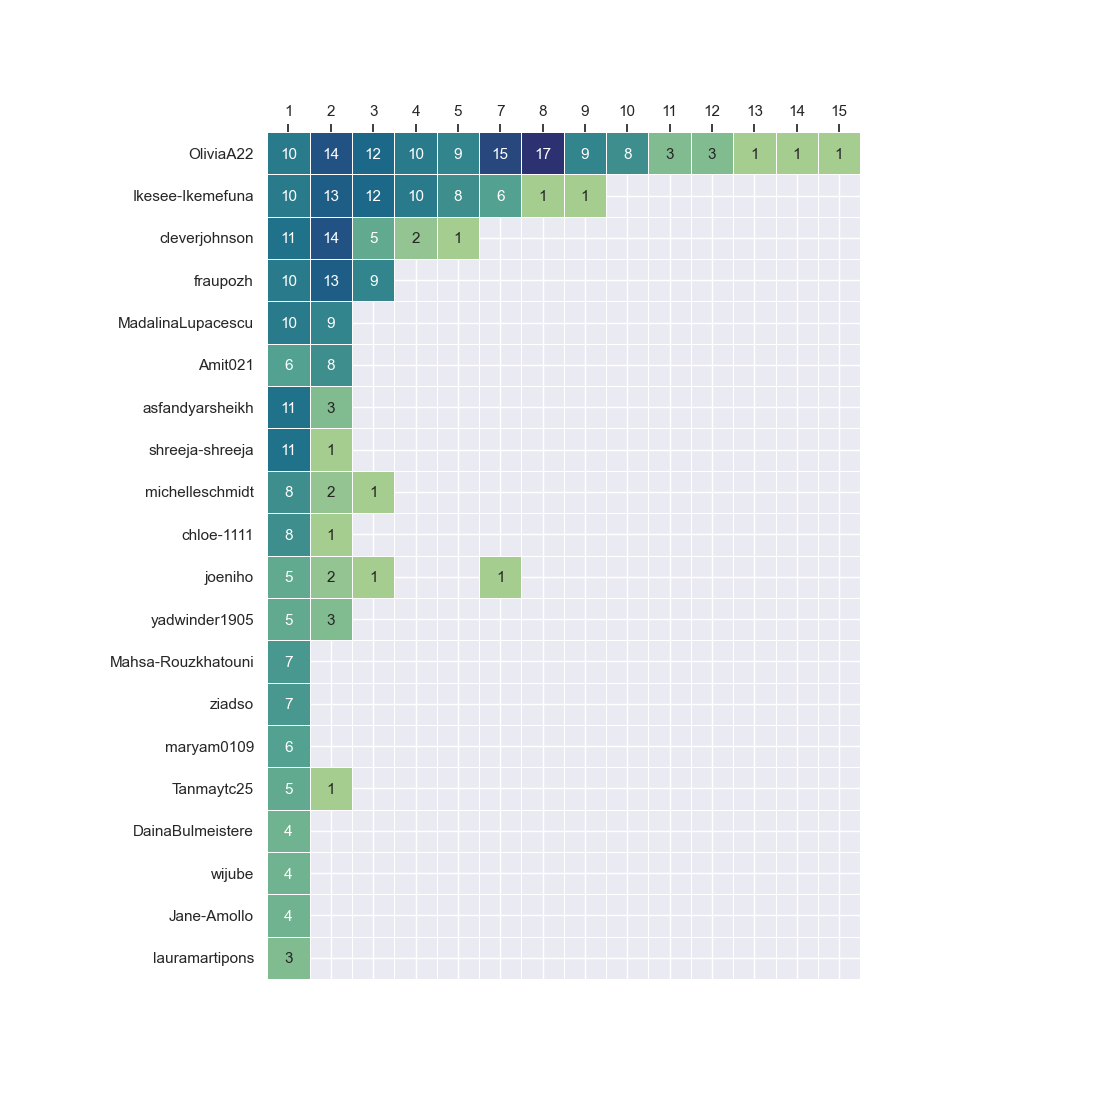 1 2 3 4 5 7 8 9 10 11 12 13 14 15
OliviaA22 10 14 12 10 9 15 17 9 8 3 3 1 1 1
Ikesee-Ikemefuna 10 13 12 10 8 6 1 1
cleverjohnson 11 14 5 2 1
fraupozh 10 13 9
MadalinaLupacescu 10 9
Amit021 6 8
asfandyarsheikh 11 3
shreeja-shreeja 11 1
michelleschmidt 8 2 1
chloe-1111 8 1
joeniho 5 2 1 1
yadwinder1905 5 3
Mahsa-Rouzkhatouni 7
ziadso 7
maryam0109 6
Tanmaytc25 5 1
DainaBulmeistere 4
wijube 4
Jane-Amollo 4
lauramartipons 3